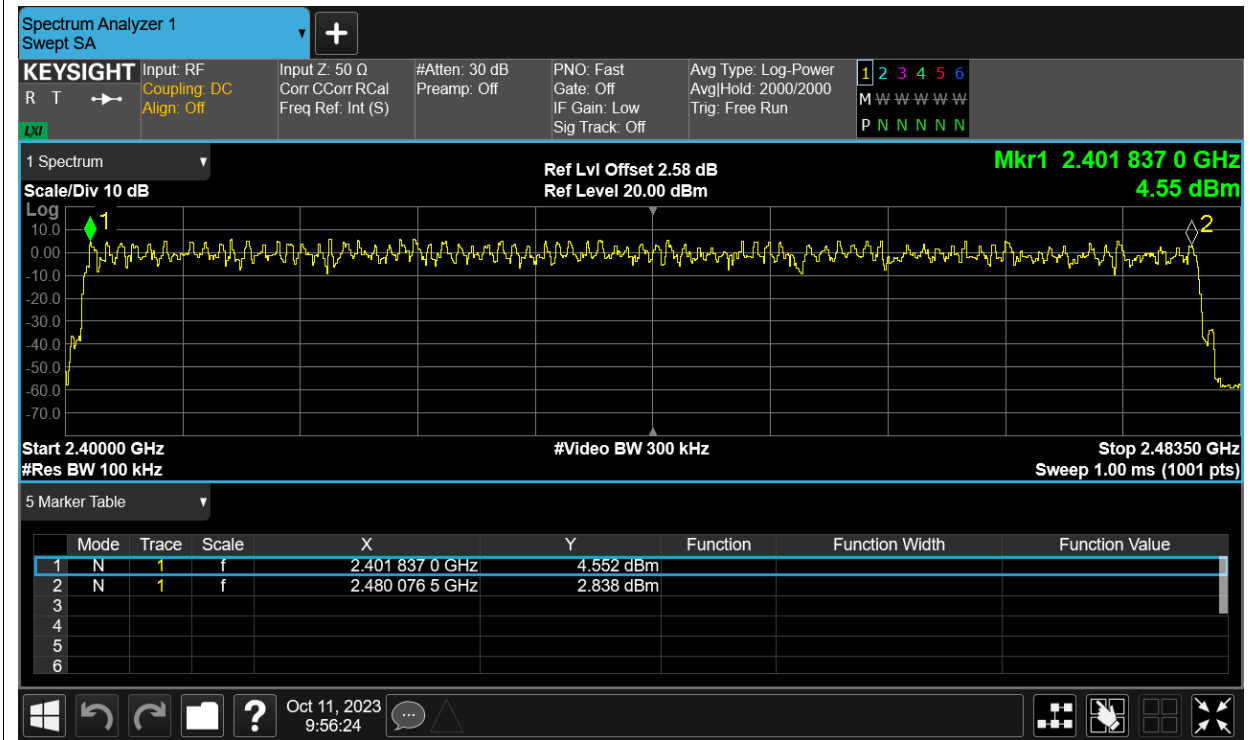 Spectrum Analyzer 1
Swept SA
+
KEYSIGHT
R T
LXI
Input: RF
Coupling: DC
Align: Off
Input Z: 50 Ω
Corr CCorr RCal
Freq Ref: Int (S)
#Atten: 30 dB
Preamp: Off
PNO: Fast
Gate: Off
IF Gain: Low
Sig Track: Off
Avg Type: Log-Power
Avg|Hold: 2000/2000
Trig: Free Run
1 2 3 4 5 6
M W W W W W
P N N N N N
1 Spectrum
Scale/Div 10 dB
Ref Lvl Offset 2.58 dB
Ref Level 20.00 dBm
Mkr1 2.401 837 0 GHz
4.55 dBm
Log
10.0
0.00
-10.0
-20.0
-30.0
-40.0
-50.0
-60.0
-70.0
1
2
Start 2.40000 GHz
#Res BW 100 kHz
#Video BW 300 kHz
Stop 2.48350 GHz
Sweep 1.00 ms (1001 pts)
5 Marker Table
Mode Trace Scale X Y Function Function Width Function Value
1 N 1 f 2.401 837 0 GHz 4.552 dBm
2 N 1 f 2.480 076 5 GHz 2.838 dBm
3
4
5
6
?
Oct 11, 2023
9:56:24